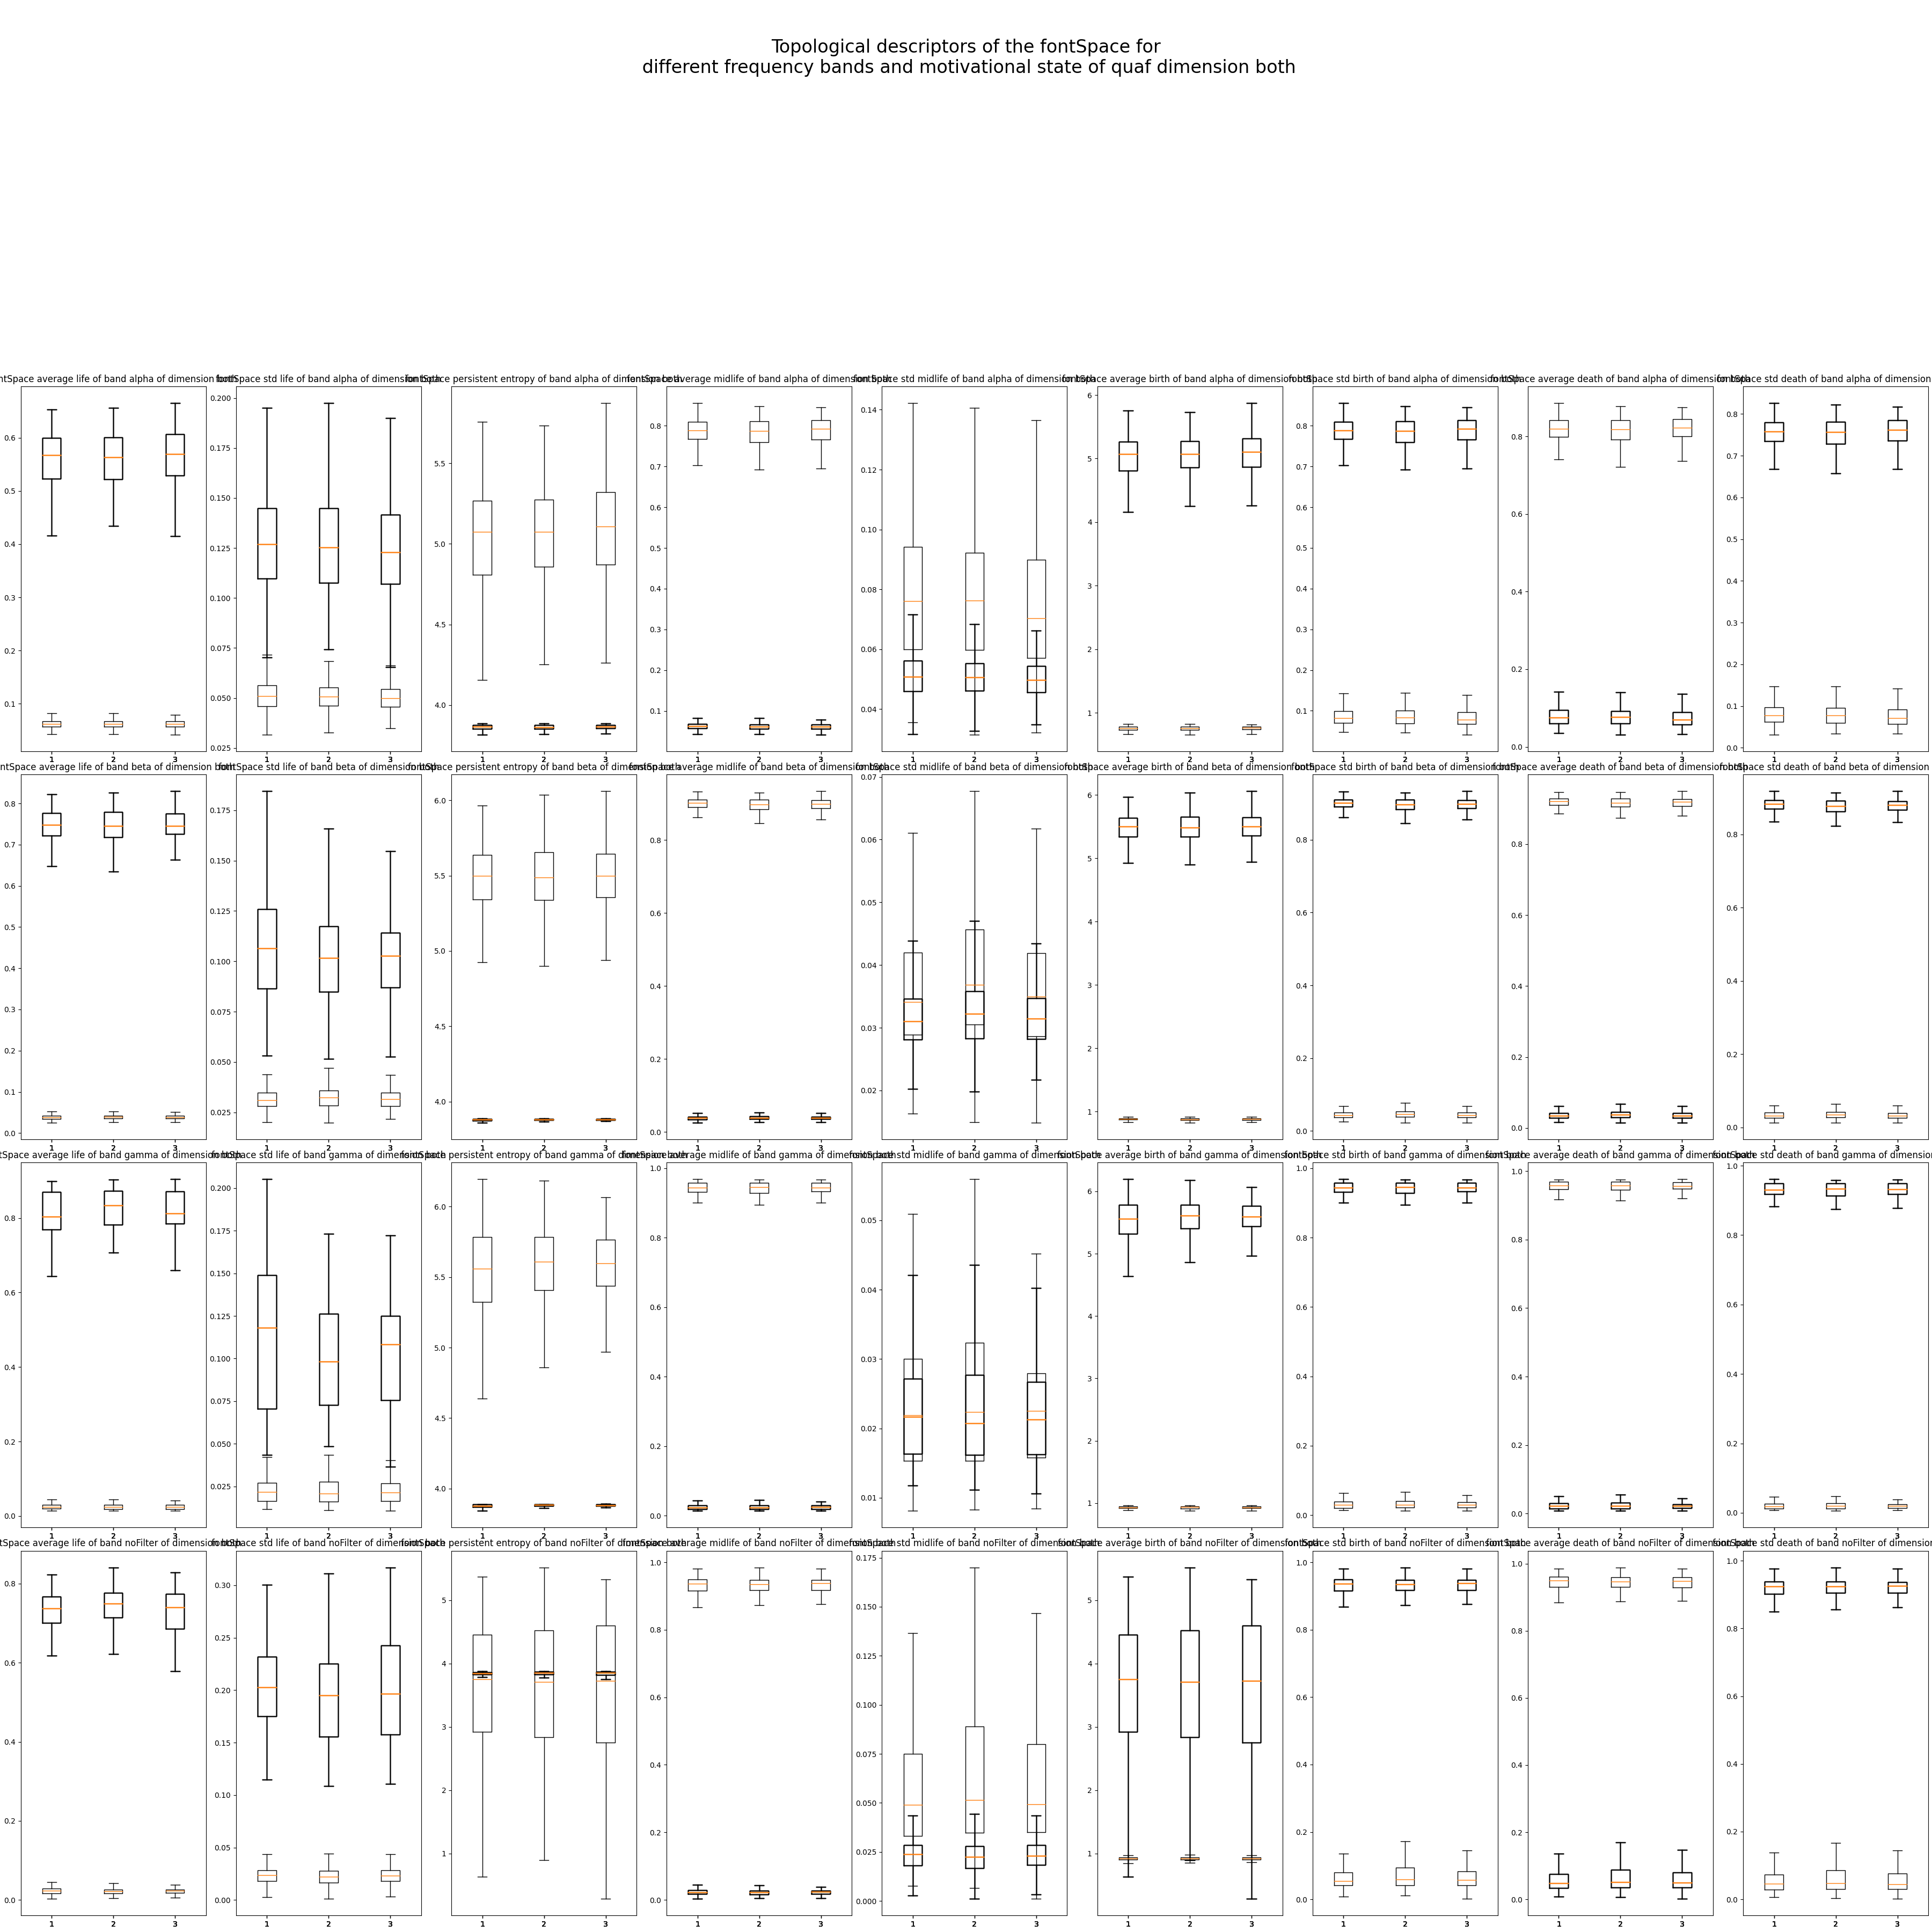 Topological descriptors of the fontSpace for
different frequency bands and motivational state of quaf dimension both
ntSpace average life of band alpha of dimension both
fontSpace std life of band alpha of dimension both
fontSpace persistent entropy of band alpha of dimension both
fontSpace average midlife of band alpha of dimension both
fontSpace std midlife of band alpha of dimension both
fontSpace average birth of band alpha of dimension both
fontSpace std birth of band alpha of dimension both
fontSpace average death of band alpha of dimension both
fontSpace std death of band alpha of dimension
0.6 0.5 0.4 0.3 0.2 0.1
0.200 0.175 0.150 0.125 0.100 0.075 0.050 0.025
5.5 5.0 4.5 4.0
0.8 0.7 0.6 0.5 0.4 0.3 0.2 0.1
0.14 0.12 0.10 0.08 0.06 0.04
6 5 4 3 2 1
0.8 0.7 0.6 0.5 0.4 0.3 0.2 0.1
0.8 0.6 0.4 0.2 0.0
0.8 0.7 0.6 0.5 0.4 0.3 0.2 0.1 0.0
1 2 3 1 2 3 1 2 3 1 2 3 1 2 3 1 2 3 1 2 3 1 2 3 1 2 3
ntSpace average life of band beta of dimension both
fontSpace std life of band beta of dimension both
fontSpace persistent entropy of band beta of dimension both
fontSpace average midlife of band beta of dimension both
fontSpace std midlife of band beta of dimension both
fontSpace average birth of band beta of dimension both
fontSpace std birth of band beta of dimension both
fontSpace average death of band beta of dimension both
fontSpace std death of band beta of dimension
0.8 0.7 0.6 0.5 0.4 0.3 0.2 0.1 0.0
0.175 0.150 0.125 0.100 0.075 0.050 0.025
6.0 5.5 5.0 4.5 4.0
0.8 0.6 0.4 0.2 0.0
0.07 0.06 0.05 0.04 0.03 0.02
6 5 4 3 2 1
0.8 0.6 0.4 0.2 0.0
0.8 0.6 0.4 0.2 0.0
0.8 0.6 0.4 0.2 0.0
1 2 3 1 2 3 1 2 3 1 2 3 1 2 3 1 2 3 1 2 3 1 2 3 1 2 3
tSpace average life of band gamma of dimension both
fontSpace std life of band gamma of dimension both
fontSpace persistent entropy of band gamma of dimension both
fontSpace average midlife of band gamma of dimension both
fontSpace std midlife of band gamma of dimension both
fontSpace average birth of band gamma of dimension both
fontSpace std birth of band gamma of dimension both
fontSpace average death of band gamma of dimension both
fontSpace std death of band gamma of dimension
0.8 0.6 0.4 0.2 0.0
0.200 0.175 0.150 0.125 0.100 0.075 0.050 0.025
6.0 5.5 5.0 4.5 4.0
1.0 0.8 0.6 0.4 0.2 0.0
0.05 0.04 0.03 0.02 0.01
6 5 4 3 2 1
1.0 0.8 0.6 0.4 0.2 0.0
1.0 0.8 0.6 0.4 0.2 0.0
1.0 0.8 0.6 0.4 0.2 0.0
1 2 3 1 2 3 1 2 3 1 2 3 1 2 3 1 2 3 1 2 3 1 2 3 1 2 3
tSpace average life of band noFilter of dimension both
fontSpace std life of band noFilter of dimension both
fontSpace persistent entropy of band noFilter of dimension both
fontSpace average midlife of band noFilter of dimension both
fontSpace std midlife of band noFilter of dimension both
fontSpace average birth of band noFilter of dimension both
fontSpace std birth of band noFilter of dimension both
fontSpace average death of band noFilter of dimension both
fontSpace std death of band noFilter of dimension
0.8 0.6 0.4 0.2 0.0
0.30 0.25 0.20 0.15 0.10 0.05 0.00
5 4 3 2 1
1.0 0.8 0.6 0.4 0.2 0.0
0.175 0.150 0.125 0.100 0.075 0.050 0.025 0.000
5 4 3 2 1
1.0 0.8 0.6 0.4 0.2 0.0
1.0 0.8 0.6 0.4 0.2 0.0
1.0 0.8 0.6 0.4 0.2 0.0
1 2 3 1 2 3 1 2 3 1 2 3 1 2 3 1 2 3 1 2 3 1 2 3 1 2 3